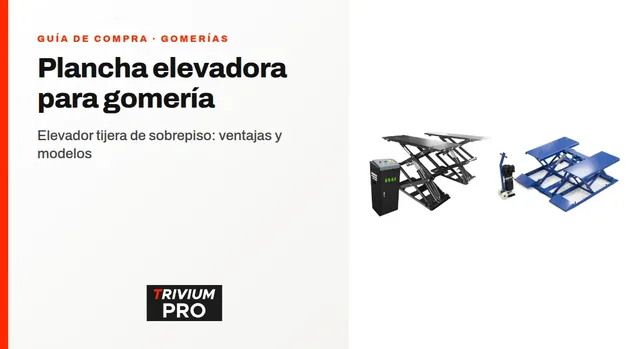 GUÍA DE COMPRA · GOMERÍAS
Plancha elevadora
para gomería
Elevador tijera de sobrepiso: ventajas y
modelos
TRIVIUM
PRO